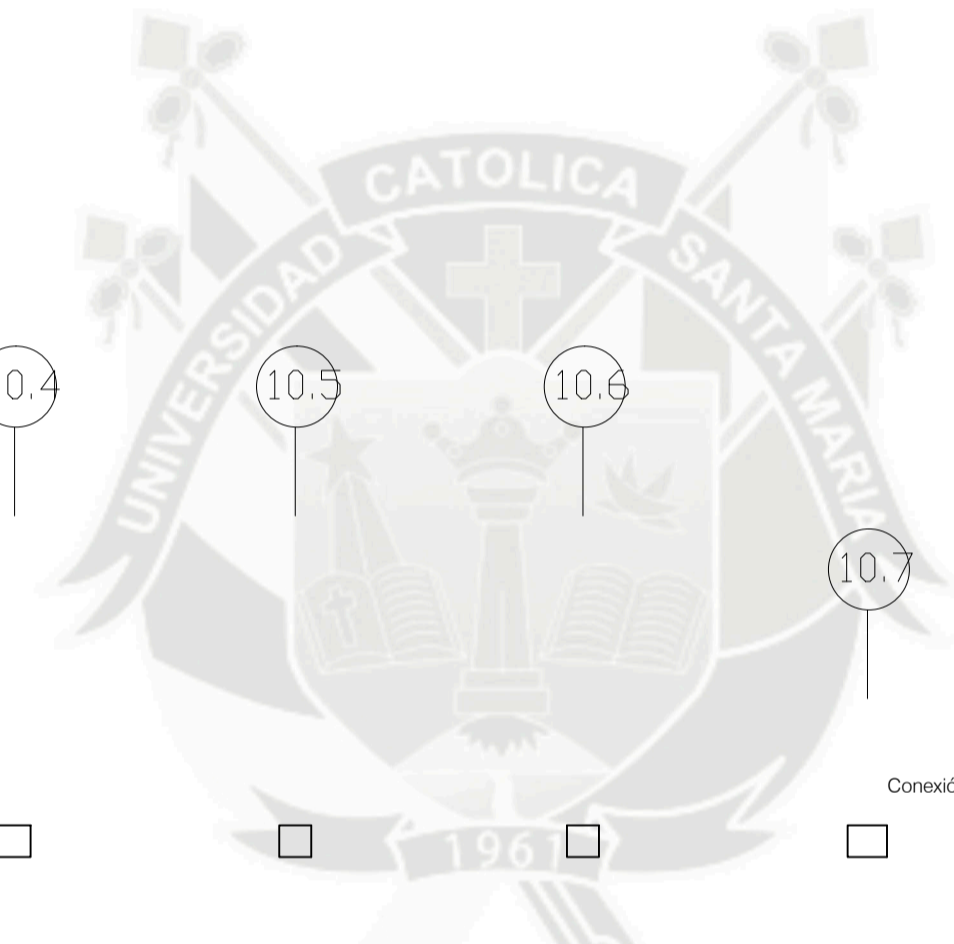 CATOLICA
UNIVERSIDAD
SANTA MARIA
0.4
10.5
10.6
10.7
Conexió
1961